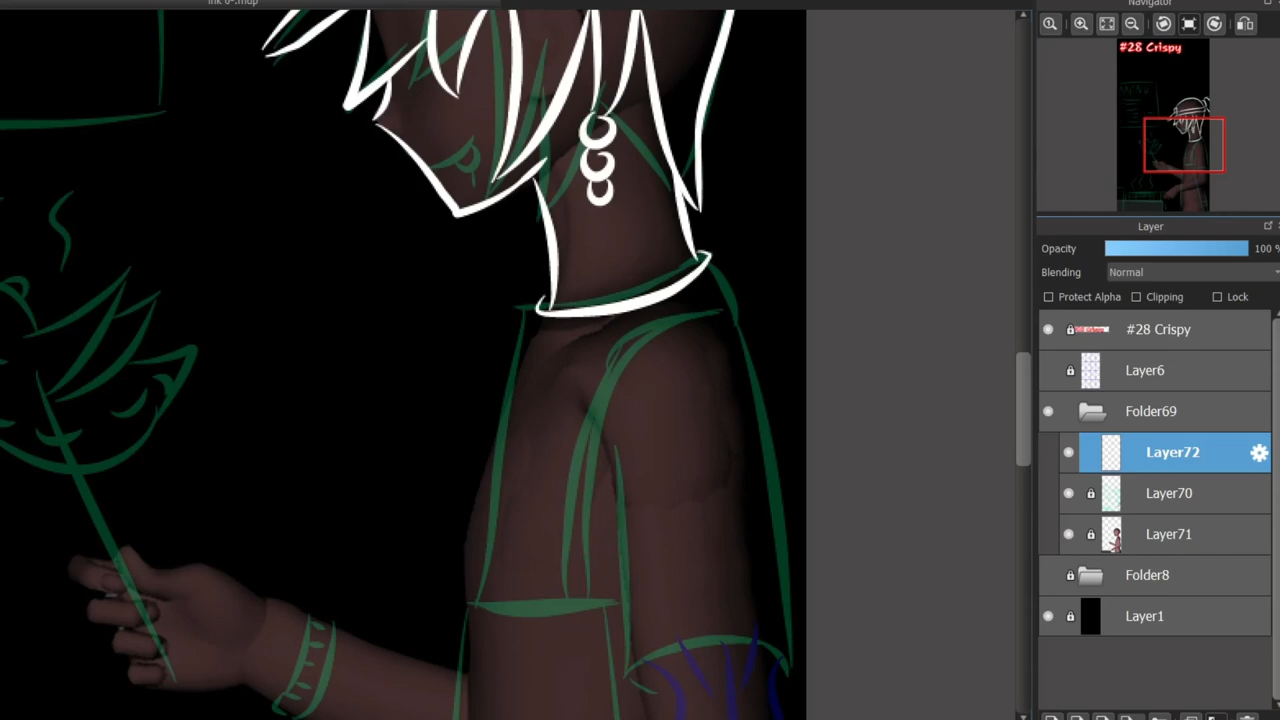 ink 6*.mdp
Navigator
#28 Crispy
MENU
Layer
Opacity
100 %
Blending
Normal
Protect Alpha
Clipping
Lock
#28 Crispy
Layer6
Folder69
Layer72
Layer70
Layer71
Folder8
Layer1